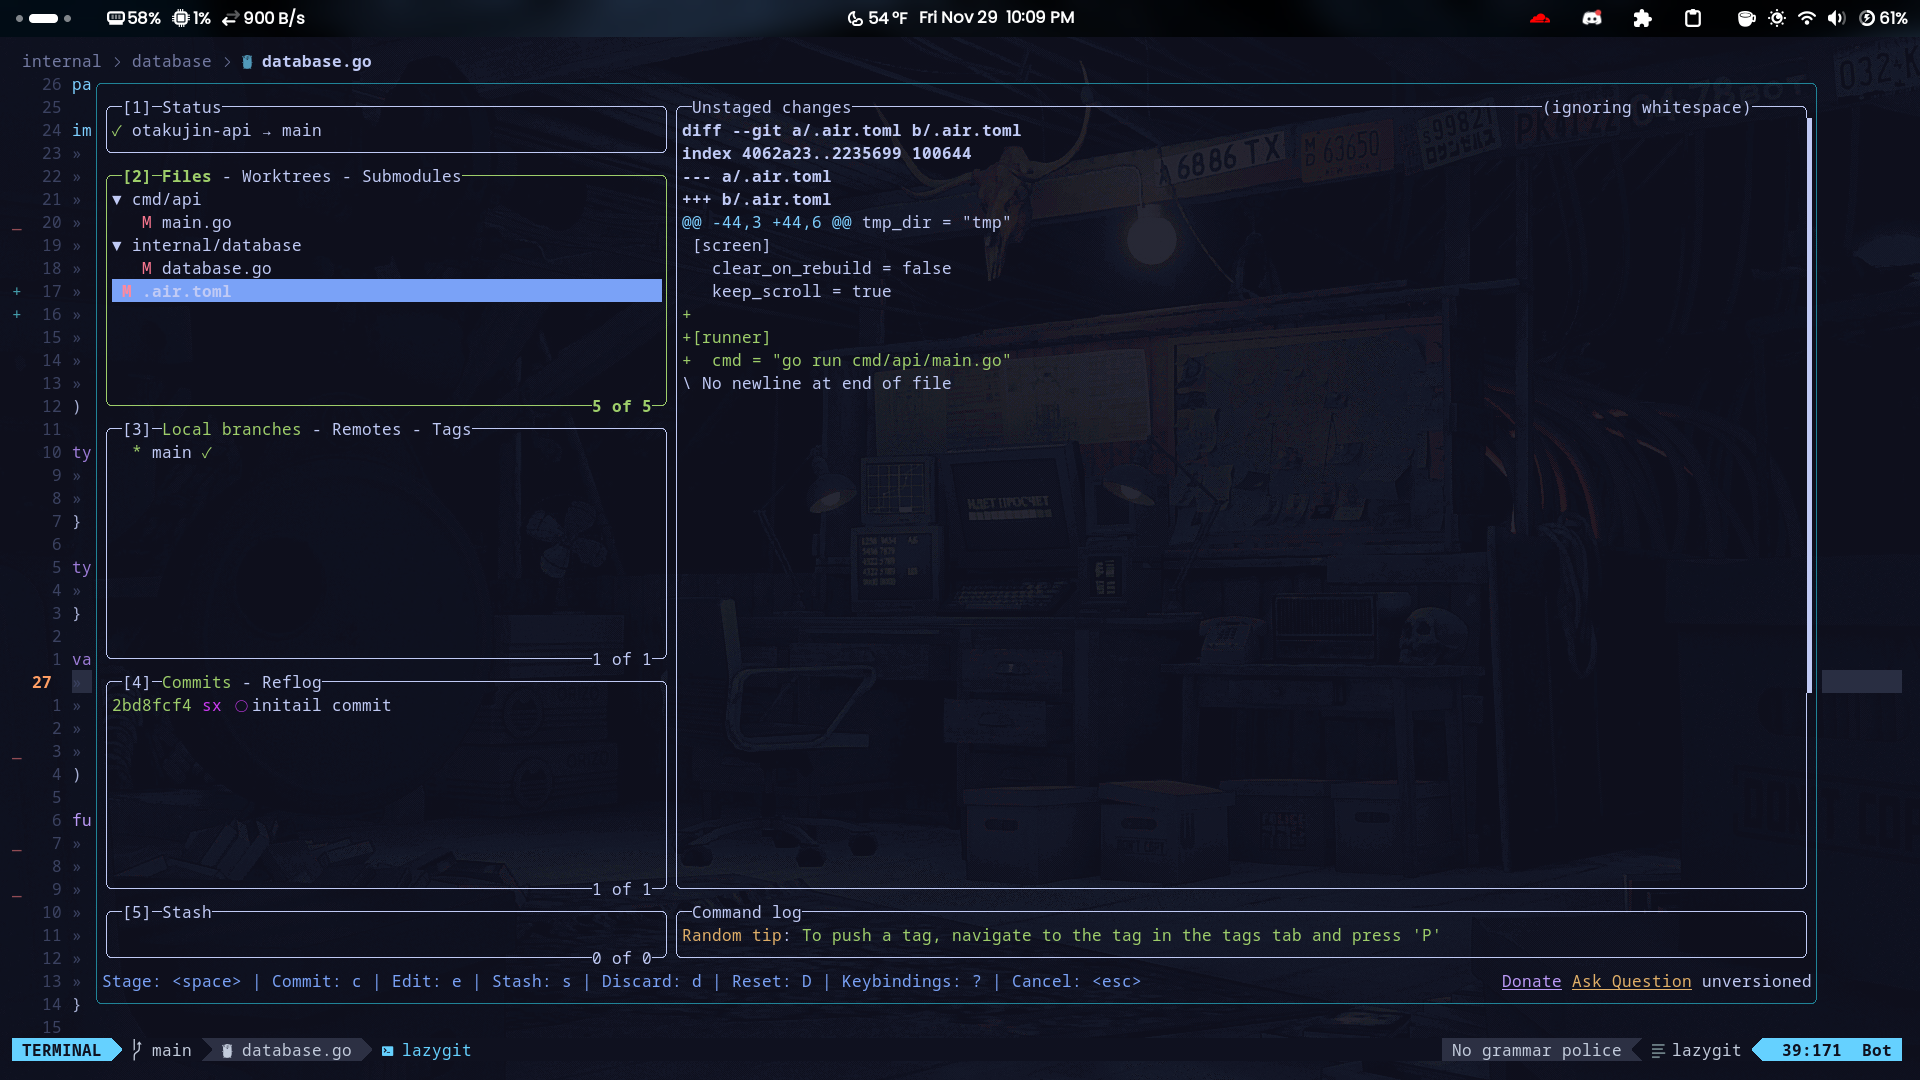 58% 1% 900 B/s 54 °F Fri Nov 29 10:09 PM 61%
internal > database > database.go
26 pa
25
24 im
23 »
22 »
21 »
20 »
19 »
18 »
+ 17 »
+ 16 »
15 »
14 »
13 »
12 )
11
10 ty
9 »
8 »
7 }
6
5 ty
4 »
3 }
2
1 va
27 »
1 »
2 »
3 »
4 )
5
6 fu
7 »
8 »
9 »
10 »
11 »
12 »
13 »
14 }
15
[1]─Status
✓ otakujin-api → main
[2]─Files - Worktrees - Submodules
▼ cmd/api
M main.go
▼ internal/database
M database.go
M .air.toml
5 of 5
[3]─Local branches - Remotes - Tags
* main ✓
1 of 1
[4]─Commits - Reflog
2bd8fcf4 sx ◯ initail commit
1 of 1
[5]─Stash
0 of 0
Unstaged changes (ignoring whitespace)
diff --git a/.air.toml b/.air.toml
index 4062a23..2235699 100644
--- a/.air.toml
+++ b/.air.toml
@@ -44,3 +44,6 @@ tmp_dir = "tmp"
[screen]
clear_on_rebuild = false
keep_scroll = true
+
+[runner]
+  cmd = "go run cmd/api/main.go"
\ No newline at end of file
Command log
Random tip: To push a tag, navigate to the tag in the tags tab and press 'P'
Stage: <space> | Commit: c | Edit: e | Stash: s | Discard: d | Reset: D | Keybindings: ? | Cancel: <esc> Donate Ask Question unversioned
TERMINAL main database.go lazygit No grammar police lazygit 39:171 Bot
032-K
A 6886 TX
MD 63650
S 99821
ИДЕТ ПРОСЧЕТ